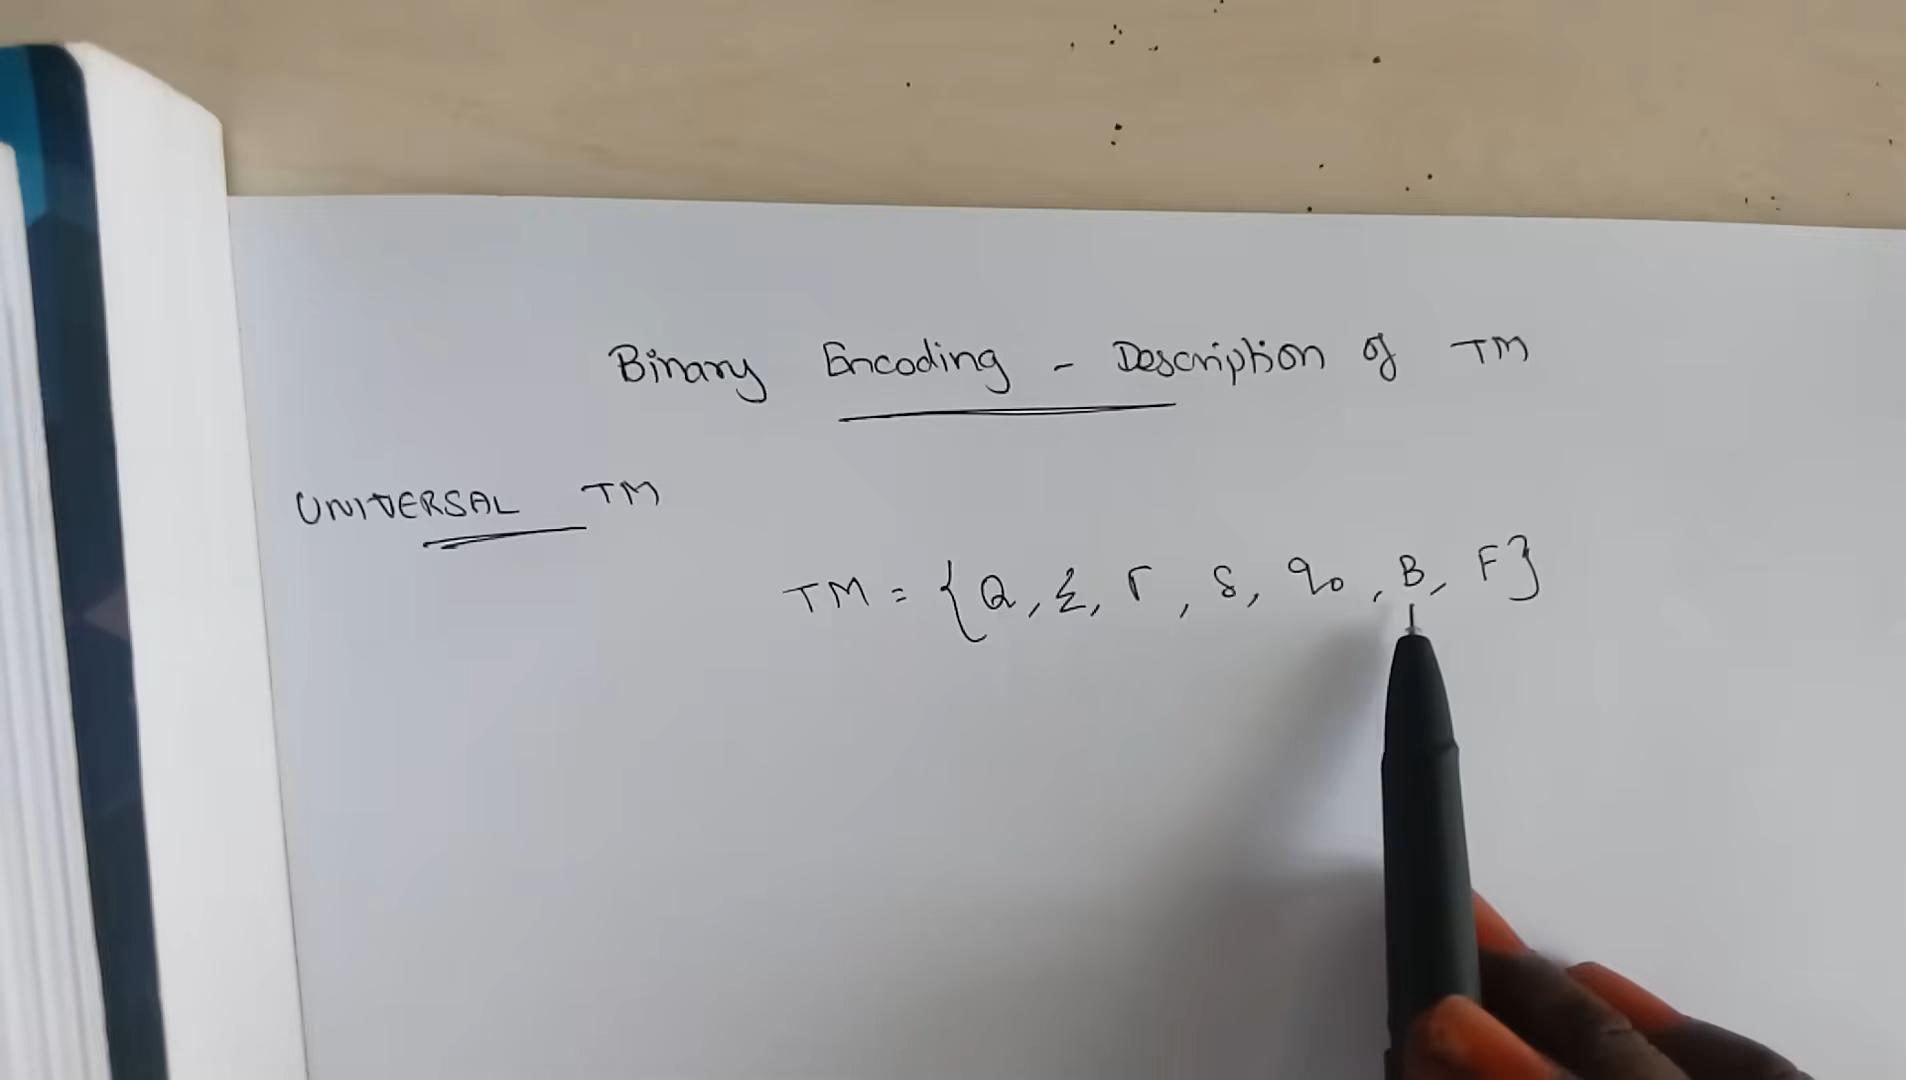 Binary Encoding - Description of TM
UNIVERSAL TM
TM = {Q, Σ, Γ, δ, q0, B, F}